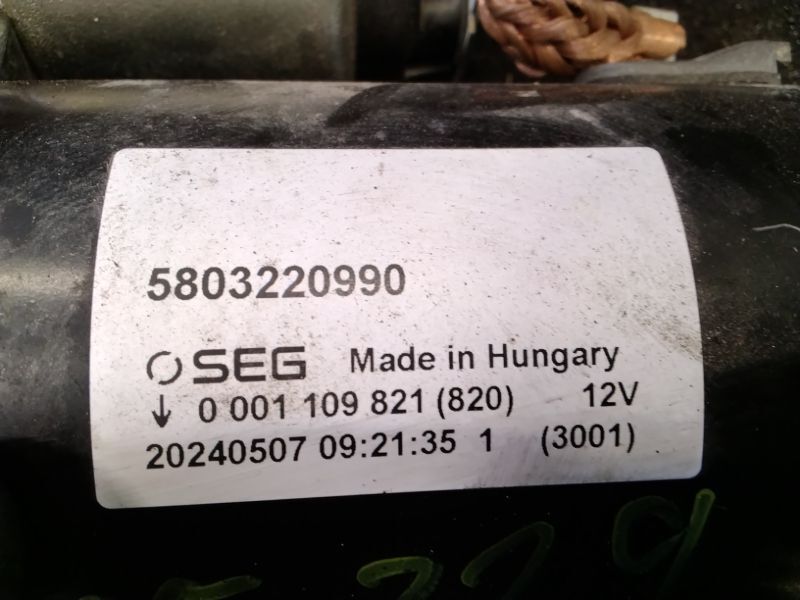 5803220990
SEG Made in Hungary
↓ 0 001 109 821 (820) 12V
20240507 09:21:35 1 (3001)